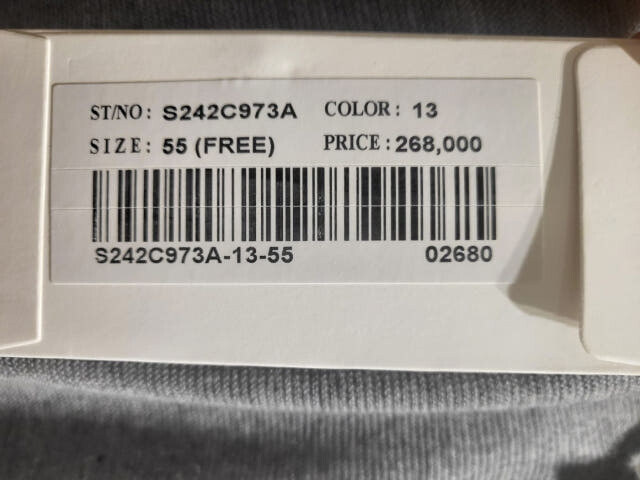 ST/NO : S242C973A COLOR : 13
SIZE : 55 (FREE) PRICE : 268,000
S242C973A-13-55 02680